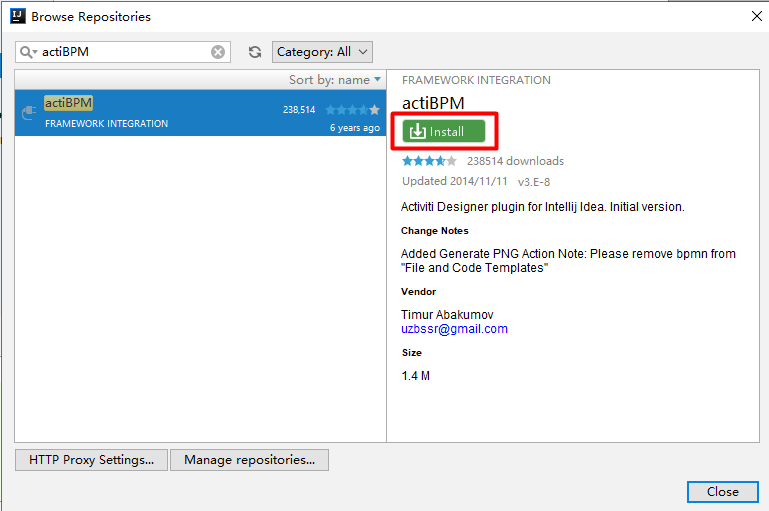 Browse Repositories
actiBPM
Category: All
Sort by: name
actiBPM
238,514
FRAMEWORK INTEGRATION
6 years ago
FRAMEWORK INTEGRATION
actiBPM
Install
238514 downloads
Updated 2014/11/11 v3.E-8
Activiti Designer plugin for Intellij Idea. Initial version.
Change Notes
Added Generate PNG Action Note: Please remove bpmn from
"File and Code Templates"
Vendor
Timur Abakumov
uzbssr@gmail.com
Size
1.4 M
HTTP Proxy Settings...
Manage repositories...
Close